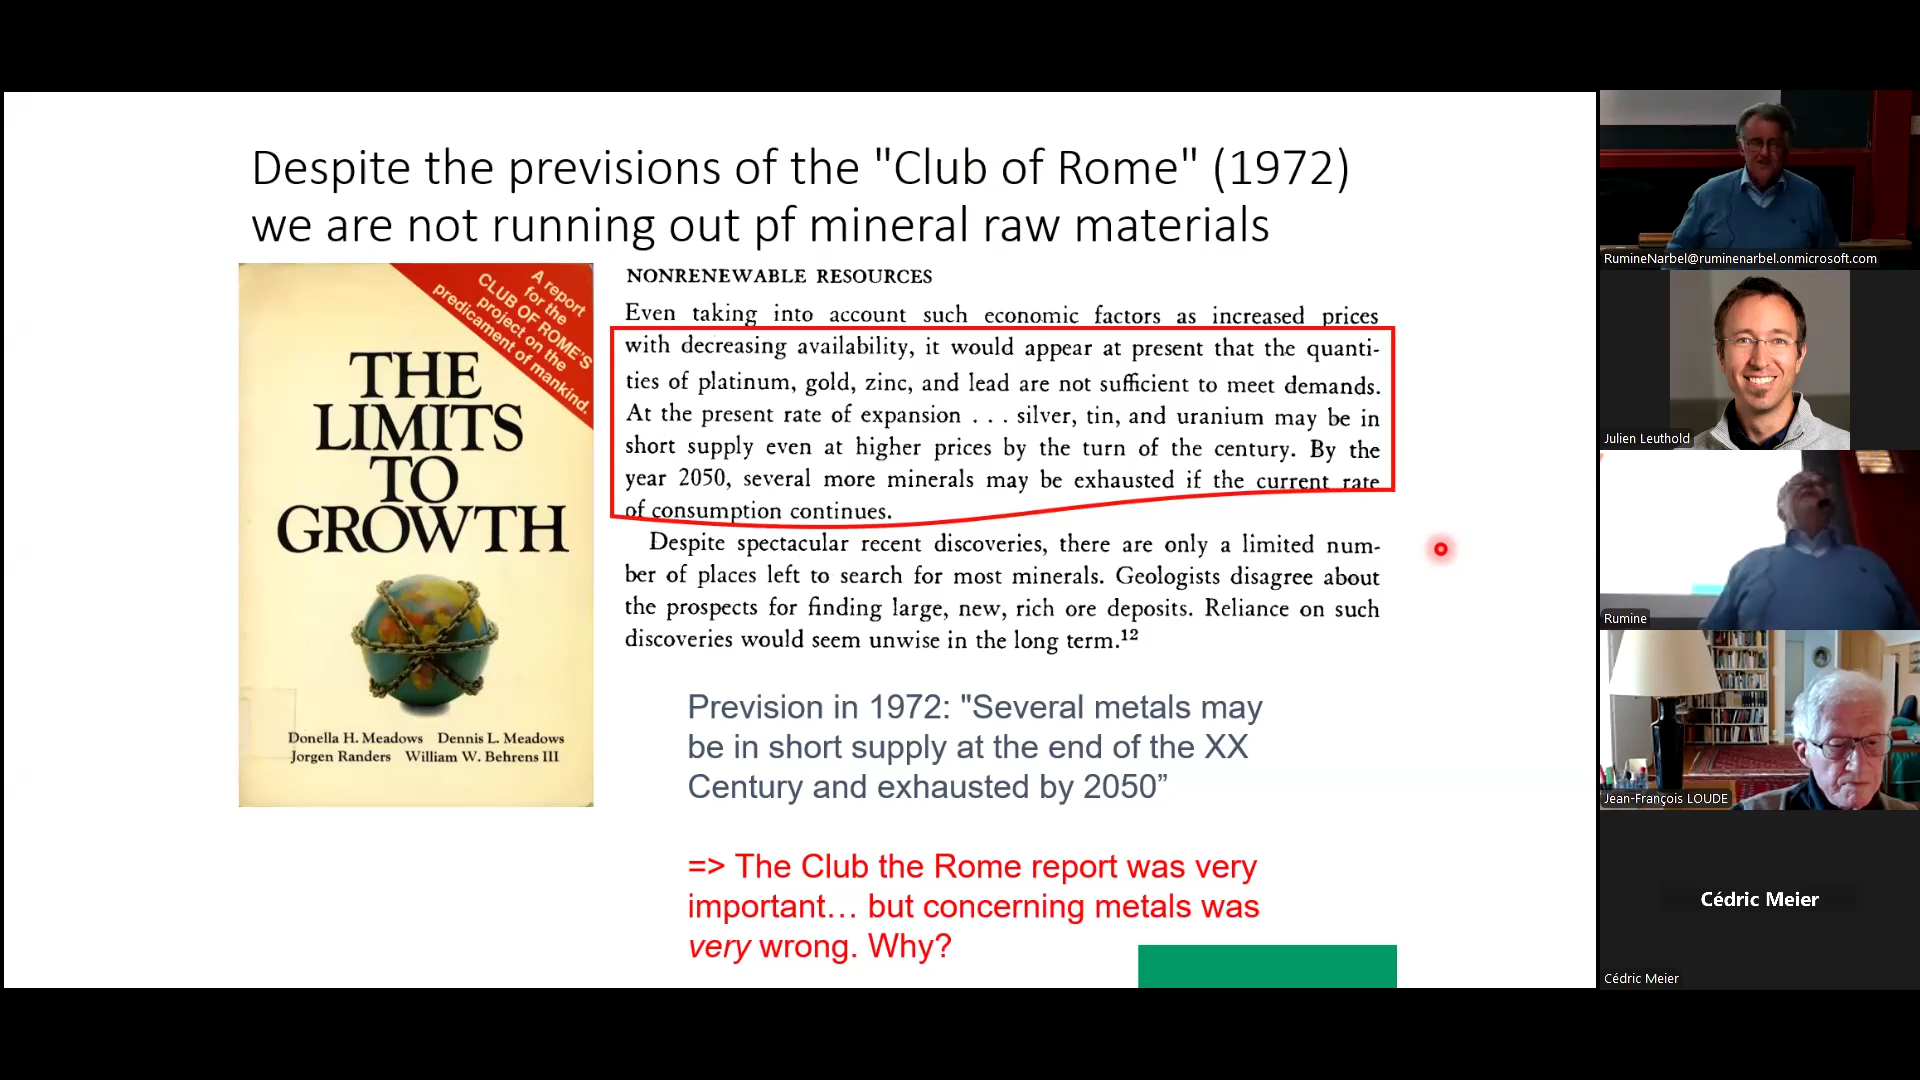 Despite the previsions of the "Club of Rome" (1972)
we are not running out pf mineral raw materials
A report
for the
CLUB OF ROME'S
project on the
predicament of mankind.
THE
LIMITS
TO
GROWTH
Donella H. Meadows Dennis L. Meadows
Jorgen Randers William W. Behrens III
NONRENEWABLE RESOURCES
Even taking into account such economic factors as increased prices
with decreasing availability, it would appear at present that the quanti-
ties of platinum, gold, zinc, and lead are not sufficient to meet demands.
At the present rate of expansion . . . silver, tin, and uranium may be in
short supply even at higher prices by the turn of the century. By the
year 2050, several more minerals may be exhausted if the current rate
of consumption continues.
Despite spectacular recent discoveries, there are only a limited num-
ber of places left to search for most minerals. Geologists disagree about
the prospects for finding large, new, rich ore deposits. Reliance on such
discoveries would seem unwise in the long term.12
Prevision in 1972: "Several metals may
be in short supply at the end of the XX
Century and exhausted by 2050”
=> The Club the Rome report was very
important… but concerning metals was
very wrong. Why?
RumineNarbel@ruminenarbel.onmicrosoft.com
Julien Leuthold
Rumine
Jean-François LOUDE
Cédric Meier
Cédric Meier